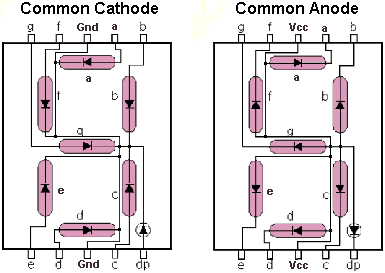 Common Cathode
Common Anode
g f Gnd a b
g f Vcc a b
a
a
f b
f b
g
g
e c
e c
d
d
e d Gnd c dp
e d Vcc c dp